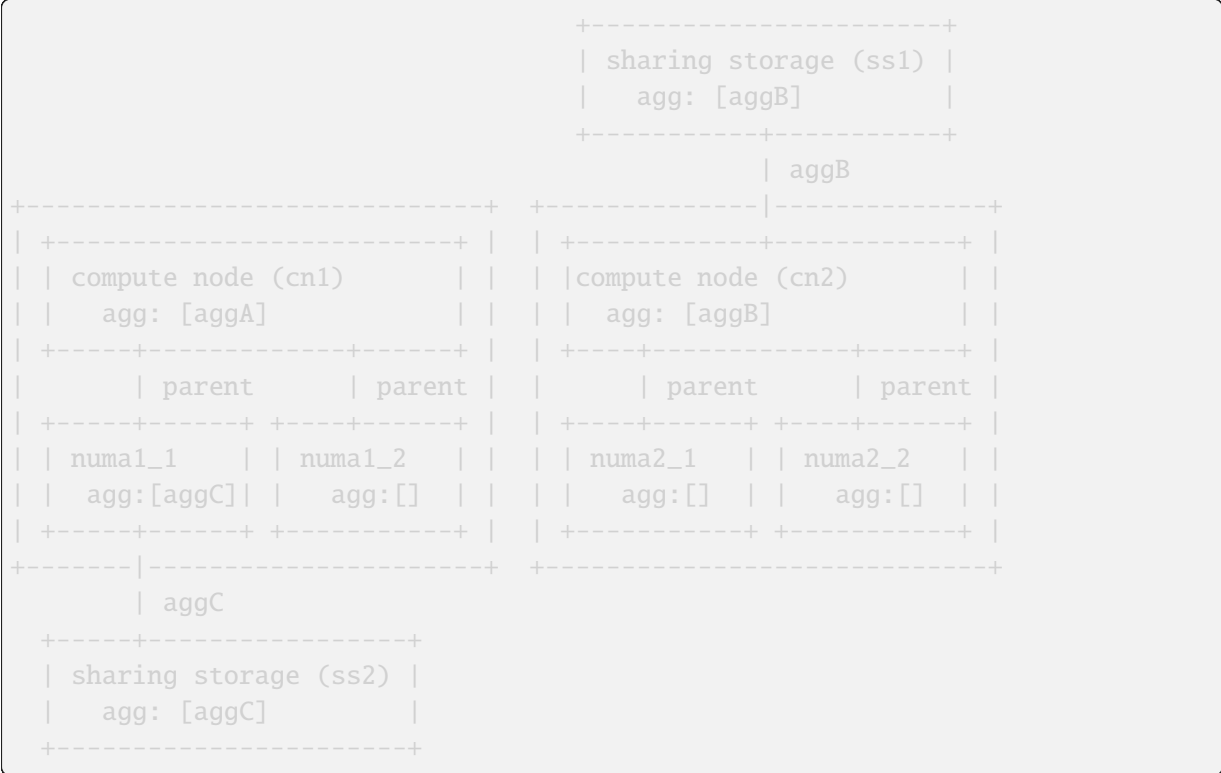 +-----------------------+
                                     | sharing storage (ss1) |
                                     |   agg: [aggB]         |
                                     +-----------+-----------+
                                                 | aggB
+------------------------------+  +--------------|--------------+
| +--------------------------+ |  | +------------+------------+ |
| | compute node (cn1)       | |  | |compute node (cn2)       | |
| |   agg: [aggA]            | |  | |  agg: [aggB]            | |
| +-----+-------------+------+ |  | +----+-------------+------+ |
|       | parent      | parent |  |      | parent      | parent |
| +-----+------+ +----+------+ |  | +----+------+ +----+------+ |
| | numa1_1    | | numa1_2   | |  | | numa2_1   | | numa2_2   | |
| |  agg:[aggC]| |   agg:[]  | |  | |   agg:[]  | |   agg:[]  | |
| +-----+------+ +-----------+ |  | +-----------+ +-----------+ |
+-------|----------------------+  +-----------------------------+
        | aggC
  +-----+-----------------+
  | sharing storage (ss2) |
  |   agg: [aggC]         |
  +-----------------------+